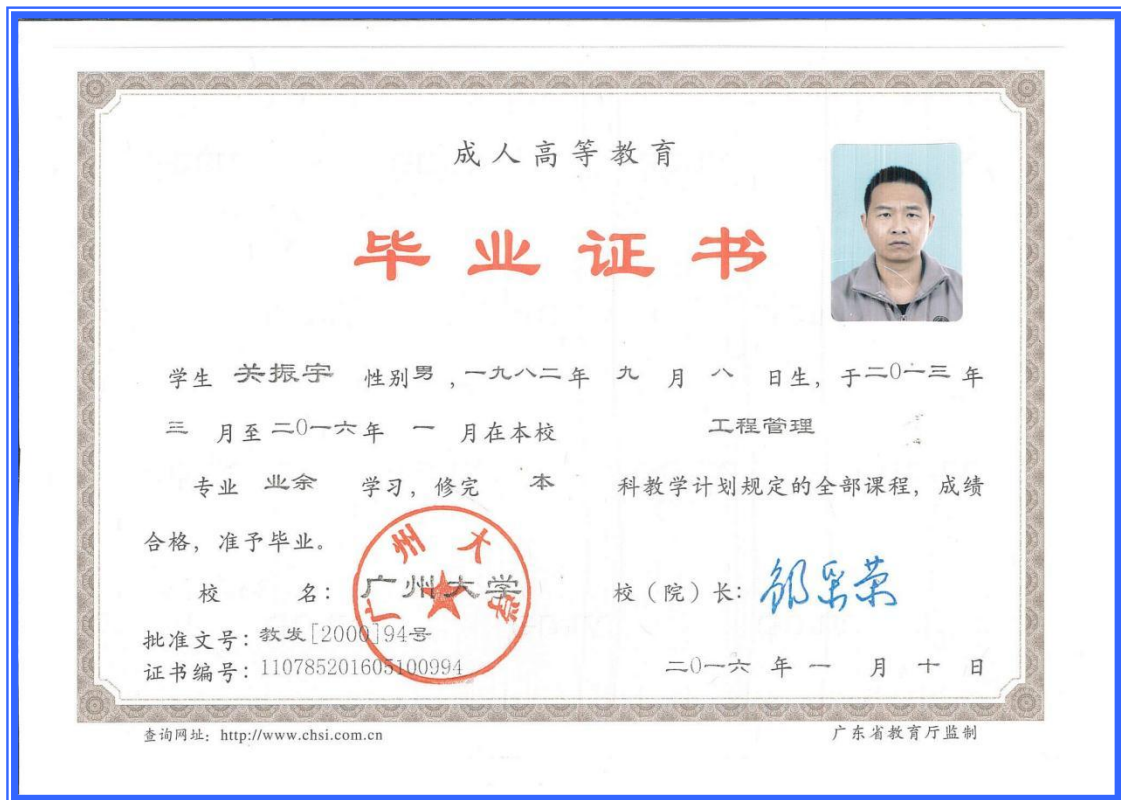 成人高等教育
毕业证书
学生 关振宇 性别男,一九八二年 九 月 八 日生,于二0一三年
三 月至二0一六年 一 月在本校 工程管理
专业 业余 学习,修完 本 科教学计划规定的全部课程,成绩
合格,准予毕业。
校 名: 广州大学 校(院)长:
广州大学
批准文号:教发[2000]94号
证书编号:110785201605100994 二0一六 年 一 月 十 日
查询网址:http://www.chsi.com.cn 广东省教育厅监制